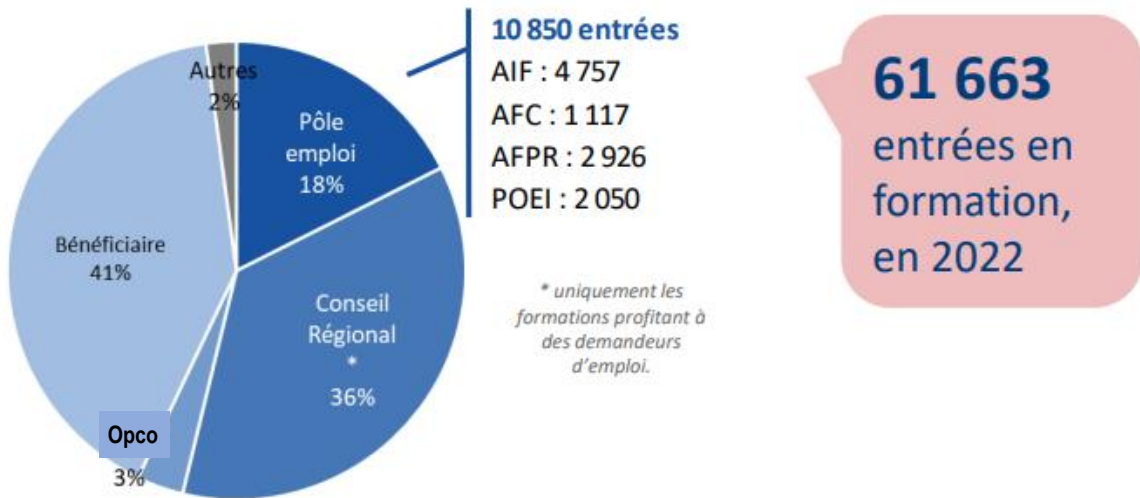 10 850 entrées
AIF : 4 757
AFC : 1 117
AFPR : 2 926
POEI : 2 050
Autres
2%
Pôle
emploi
18%
Bénéficiaire
41%
Conseil
Régional
*
36%
Opco
3%
* uniquement les
formations profitant à
des demandeurs
d'emploi.
61 663
entrées en
formation,
en 2022